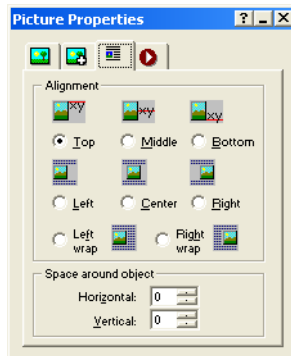 Picture Properties
Alignment
xy xy xy
Top Middle Bottom
Left Center Right
Left wrap Right wrap
Space around object
Horizontal: 0
Vertical: 0